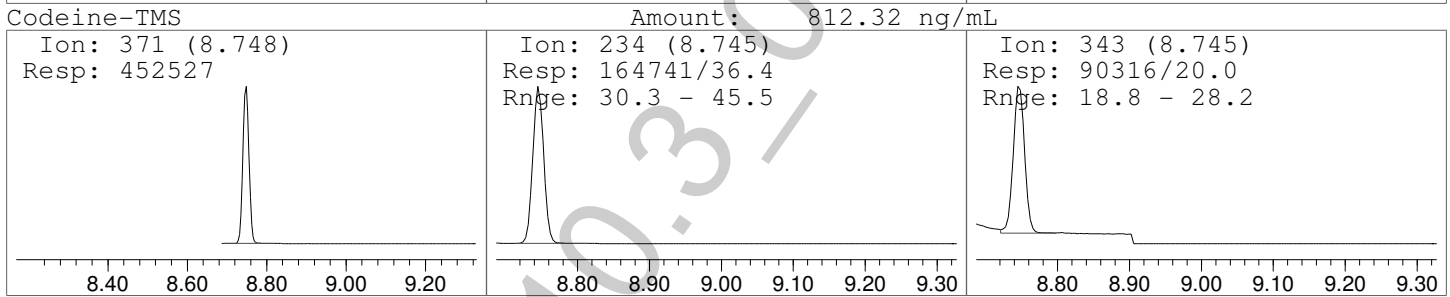 Codeine-TMS Amount: 812.32 ng/mL
Ion: 371 (8.748) Ion: 234 (8.745) Ion: 343 (8.745)
Resp: 452527 Resp: 164741/36.4 Resp: 90316/20.0
Rnge: 30.3 - 45.5 Rnge: 18.8 - 28.2
8.40 8.60 8.80 9.00 9.20 8.80 8.90 9.00 9.10 9.20 9.30 8.80 8.90 9.00 9.10 9.20 9.30